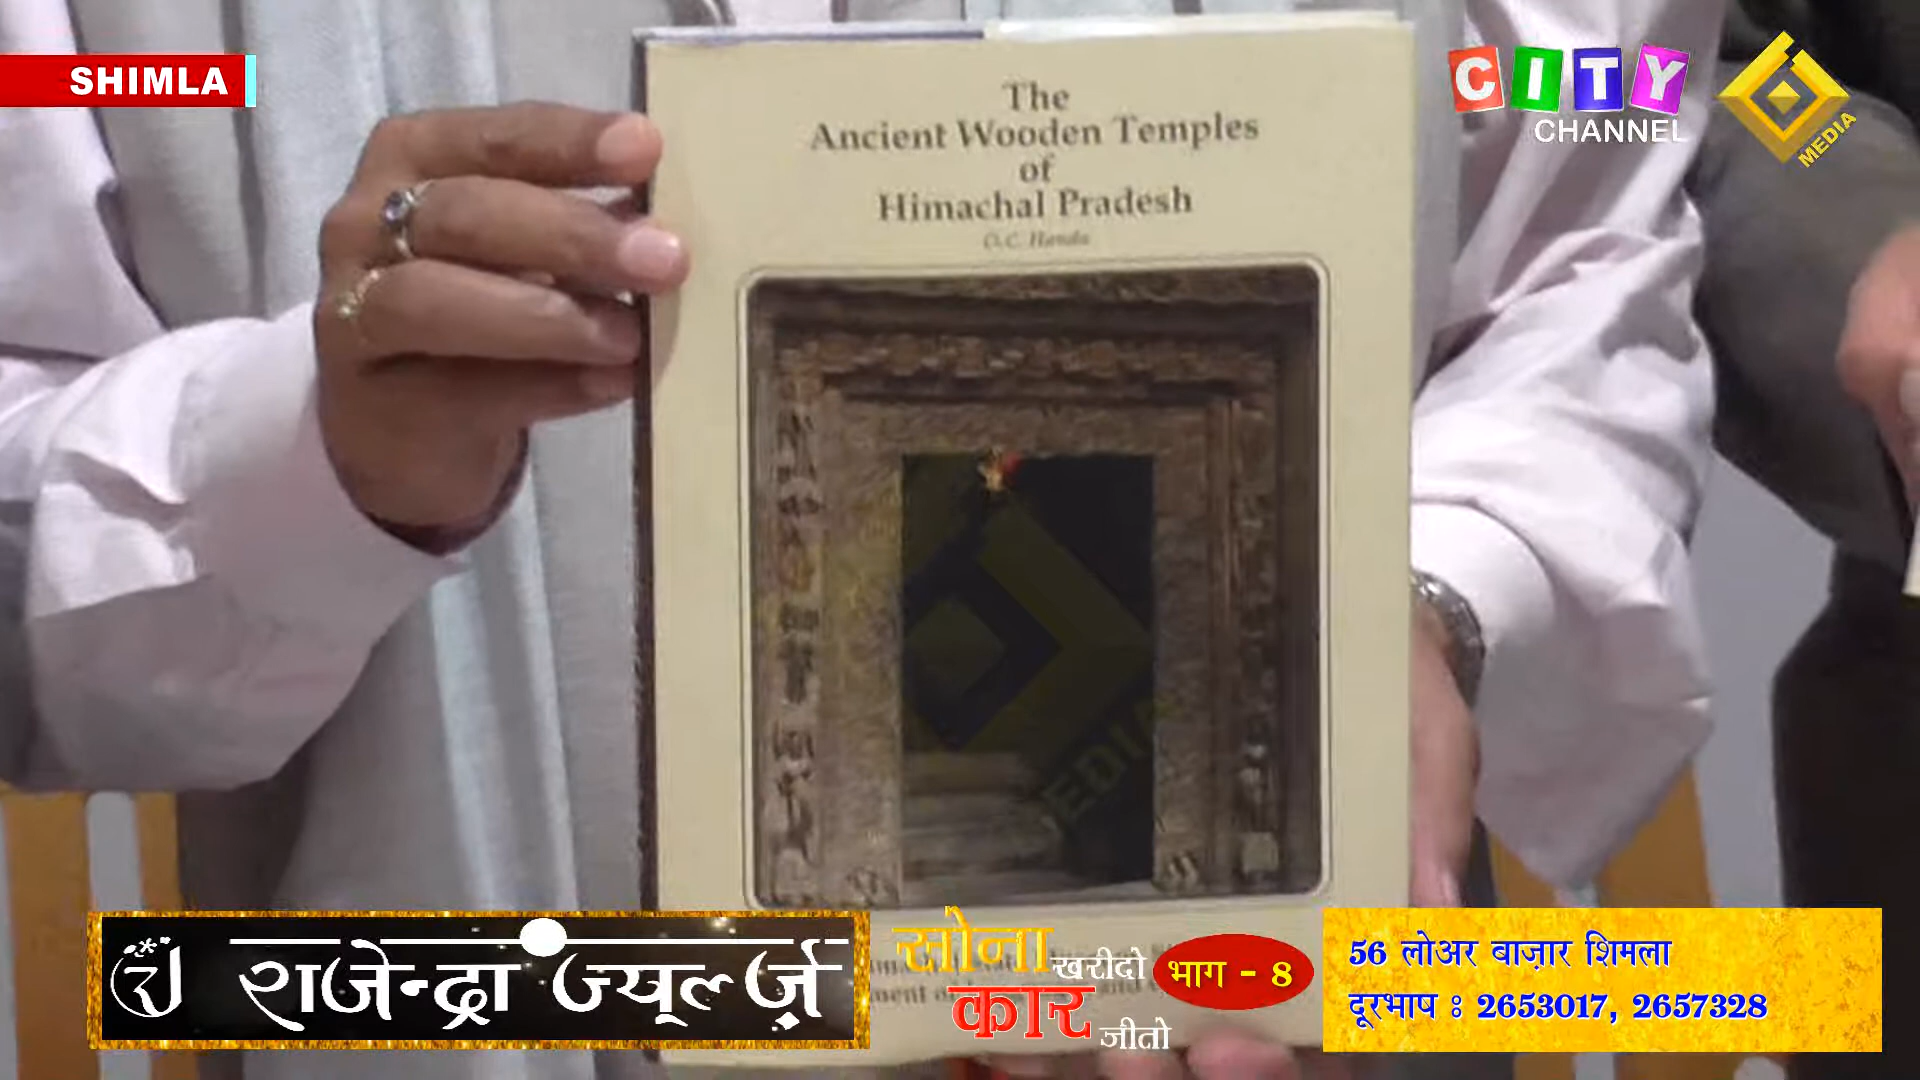 SHIMLA
CITY
CHANNEL
MEDIA
The
Ancient Wooden Temples
of
Himachal Pradesh
O.C. Handa
MEDIA
राजेन्द्रा ज्यूलर्ज़
सोना
खरीदो
कार
जीतो
भाग - 8
56 लोअर बाज़ार शिमला
दूरभाष : 2653017, 2657328